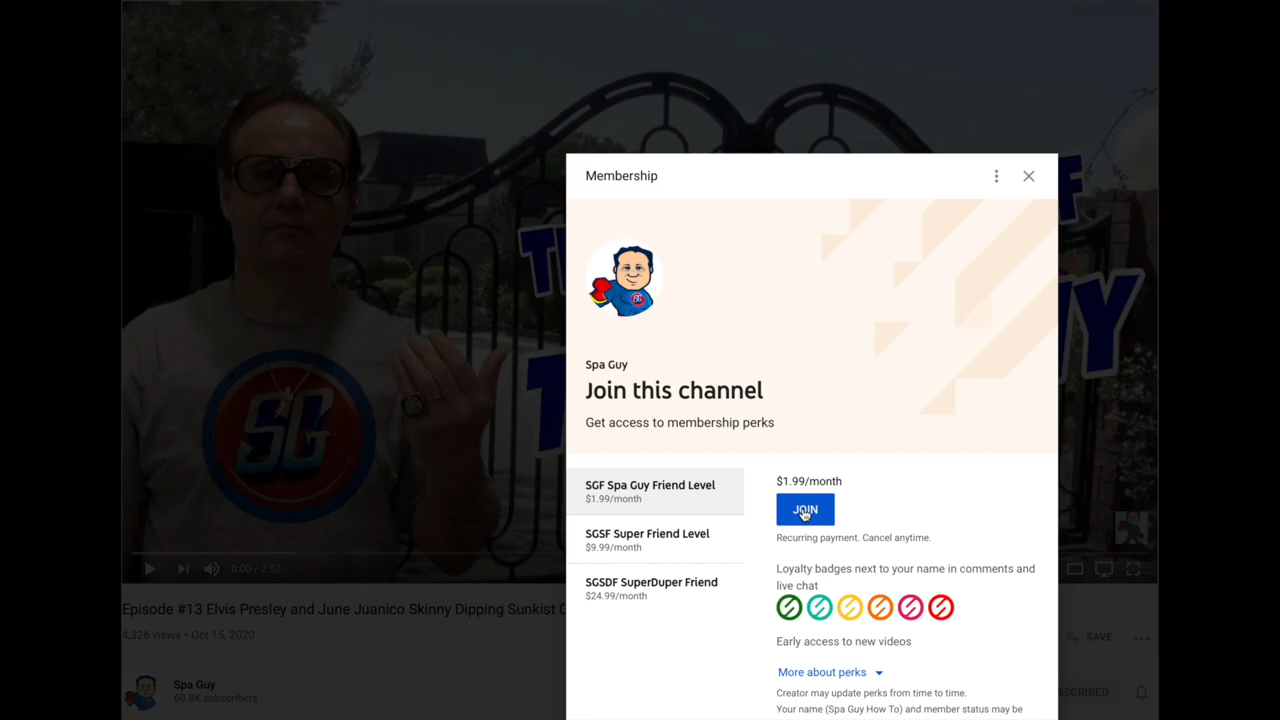 Membership
Spa Guy
Join this channel
Get access to membership perks
SGF Spa Guy Friend Level
$1.99/month
SGSF Super Friend Level
$9.99/month
SGSDF SuperDuper Friend
$24.99/month
$1.99/month
JOIN
Recurring payment. Cancel anytime.
Loyalty badges next to your name in comments and
live chat
Early access to new videos
More about perks
Creator may update perks from time to time.
Your name (Spa Guy How To) and member status may be
SG
0:00 / 2:53
Episode #13 Elvis Presley and June Juanico Skinny Dipping Sunkist
4,326 views • Oct 15, 2020
SAVE
Spa Guy
60.8K subscribers